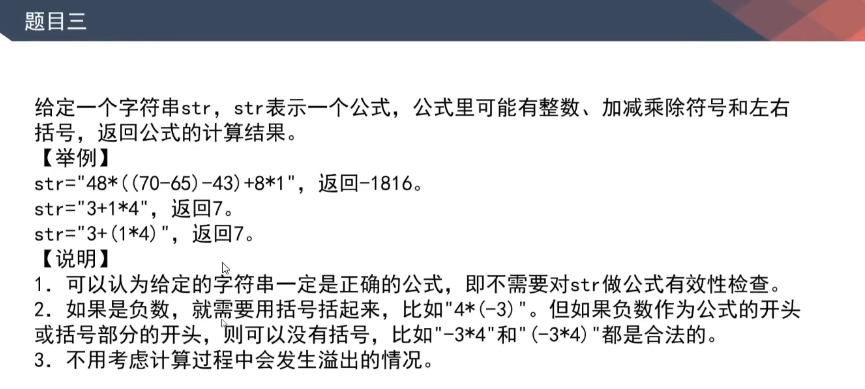 题目三
给定一个字符串str，str表示一个公式，公式里可能有整数、加减乘除符号和左右
括号，返回公式的计算结果。
【举例】
str="48*((70-65)-43)+8*1"，返回-1816。
str="3+1*4"，返回7。
str="3+(1*4)"，返回7。
【说明】
1．可以认为给定的字符串一定是正确的公式，即不需要对str做公式有效性检查。
2．如果是负数，就需要用括号括起来，比如"4*(-3)"。但如果负数作为公式的开头
或括号部分的开头，则可以没有括号，比如"-3*4"和"(-3*4)"都是合法的。
3．不用考虑计算过程中会发生溢出的情况。